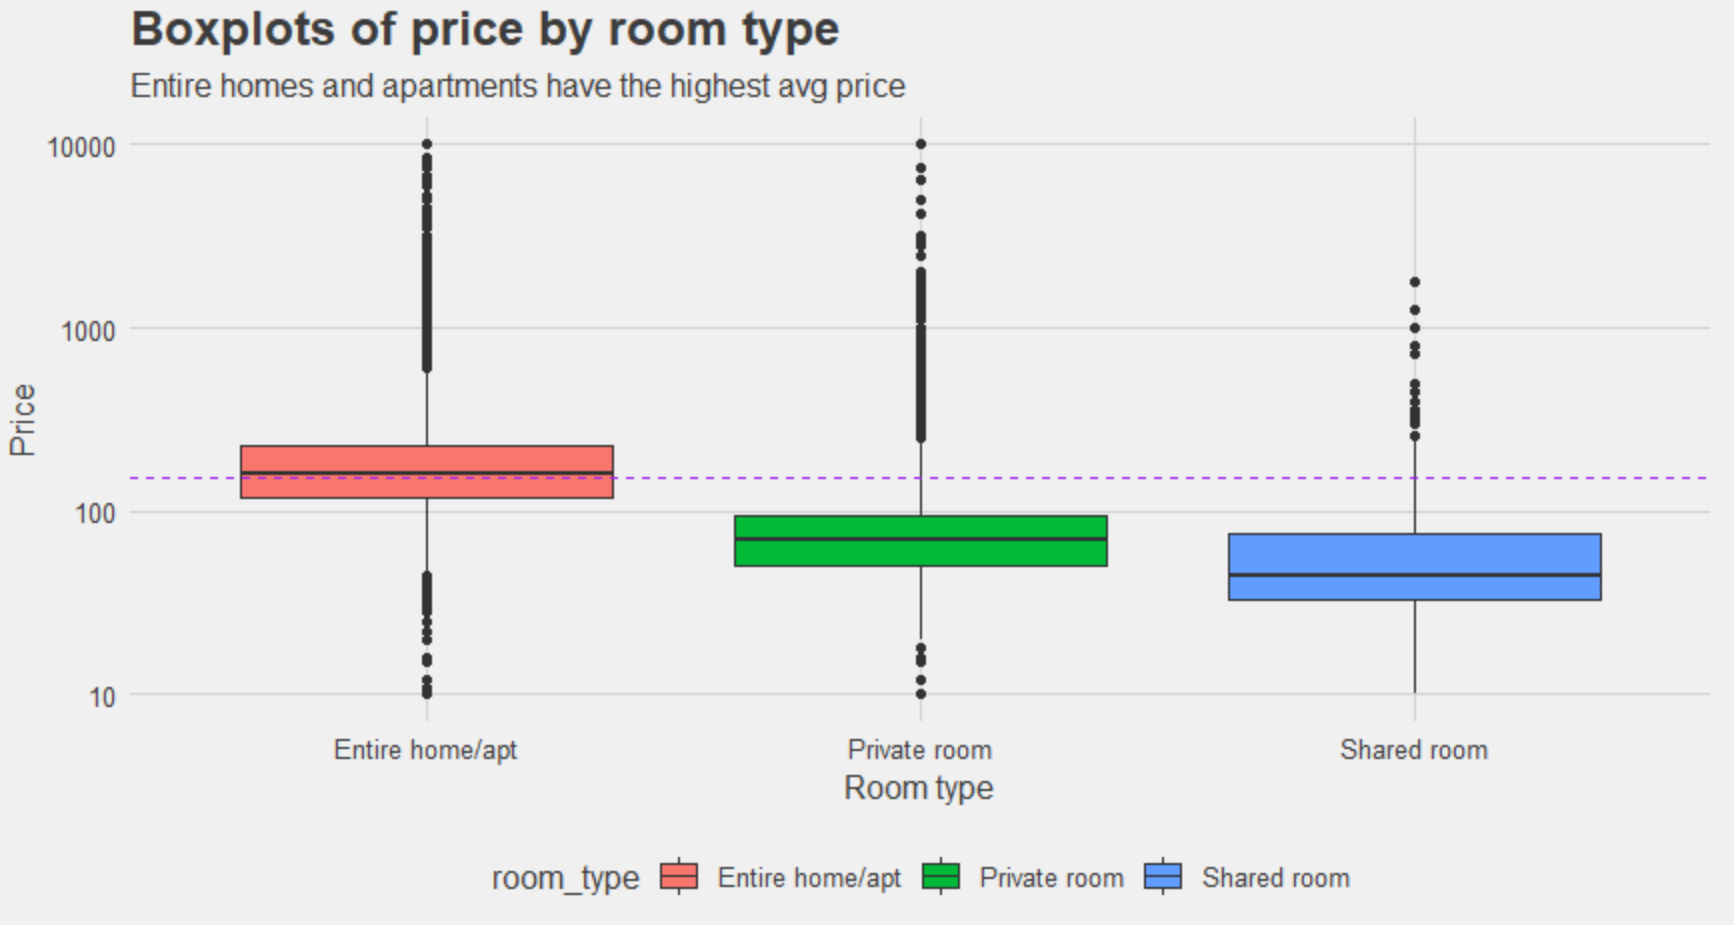 Boxplots of price by room type
Entire homes and apartments have the highest avg price
10000
1000
100
10
Price
Entire home/apt
Private room
Shared room
Room type
room_type
Entire home/apt
Private room
Shared room